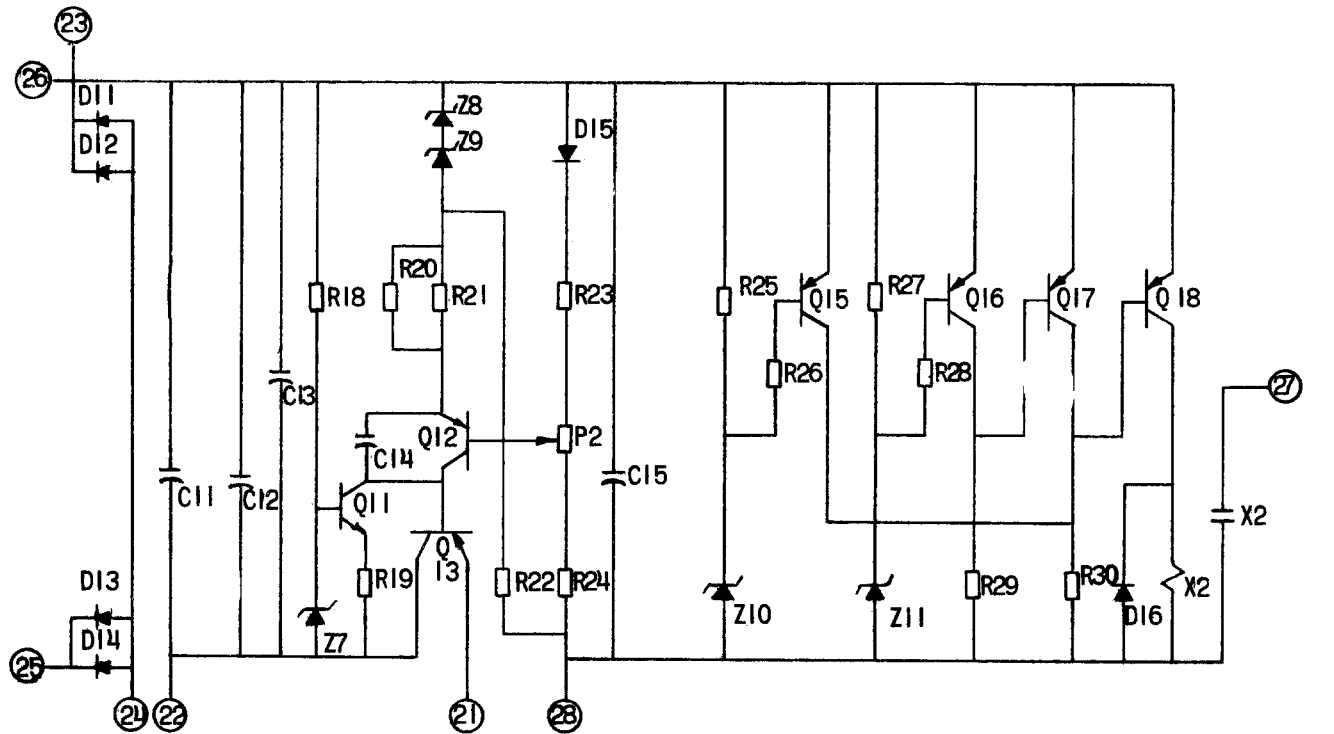 23
26
D11
D12
Z8
Z9
D15
R20
R18
R21
R23
R25
Q15
R27
Q16
Q17
Q18
R26
R28
C13
27
Q12
P2
C14
C11
C12
Q11
C15
X2
Q
13
D13
R19
R22
R24
R29
R30
X2
D14
Z7
Z10
Z11
D16
25
24
22
21
28